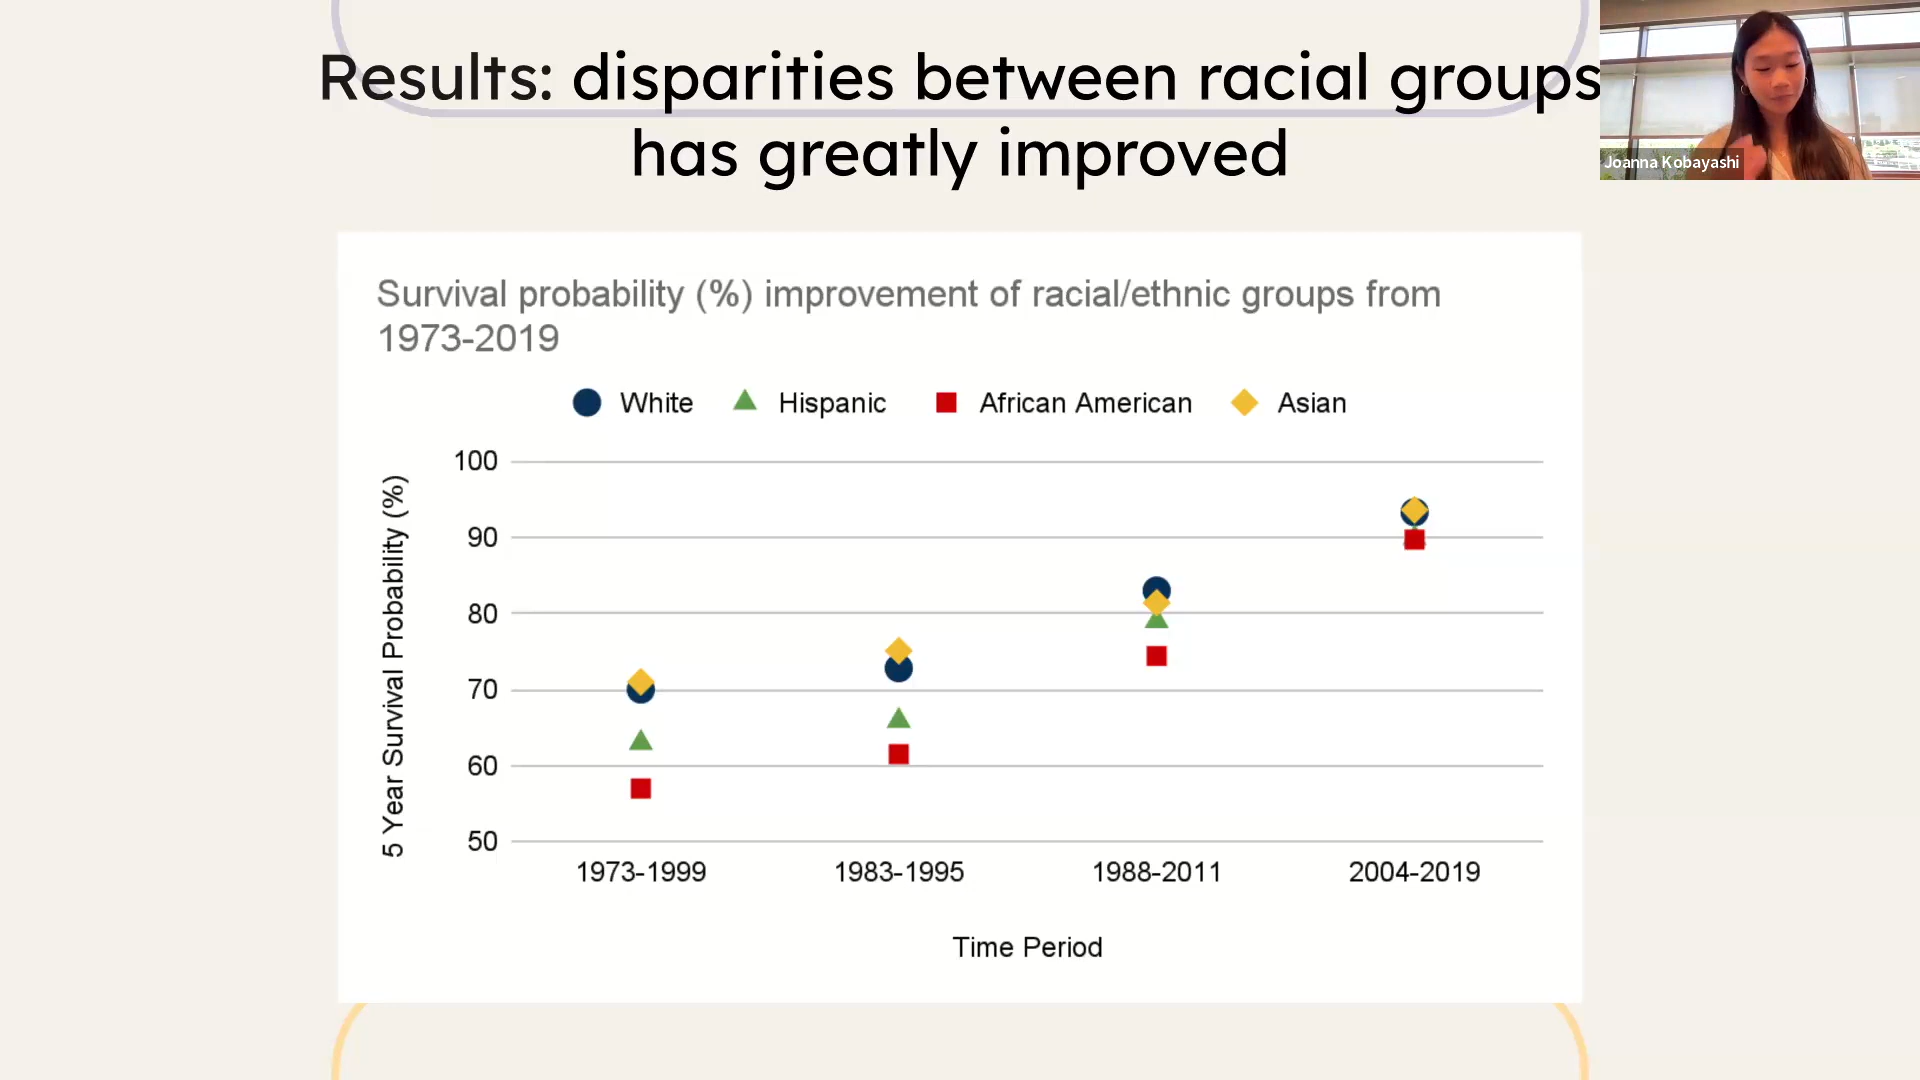 Results: disparities between racial groups
has greatly improved
Joanna Kobayashi
Survival probability (%) improvement of racial/ethnic groups from
1973-2019
White Hispanic African American Asian
5 Year Survival Probability (%)
100
90
80
70
60
50
1973-1999 1983-1995 1988-2011 2004-2019
Time Period